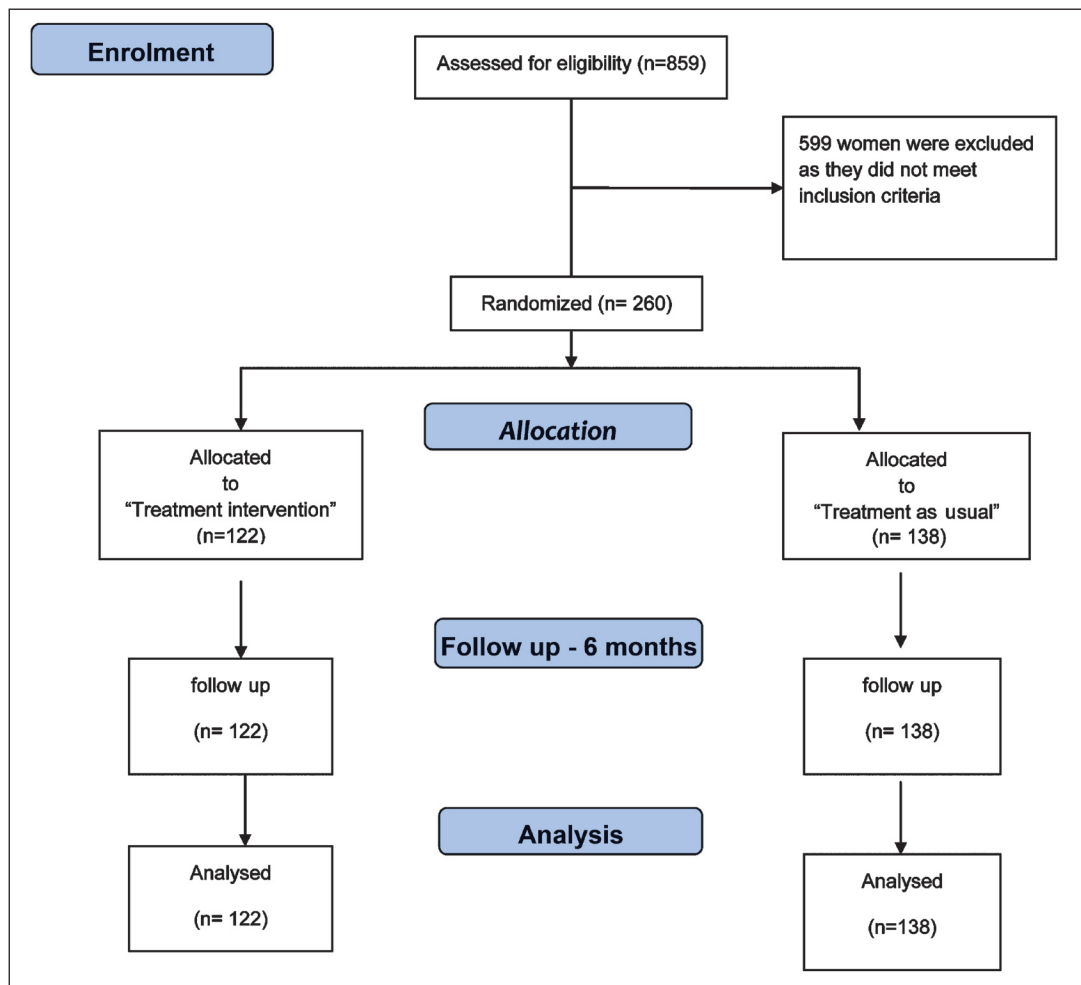 Enrolment
Assessed for eligibility (n=859)
599 women were excluded
as they did not meet
inclusion criteria
Randomized (n= 260)
Allocation
Allocated
to
“Treatment intervention”
(n=122)
Allocated
to
“Treatment as usual”
(n= 138)
Follow up - 6 months
follow up
(n= 122)
follow up
(n= 138)
Analysis
Analysed
(n= 122)
Analysed
(n=138)